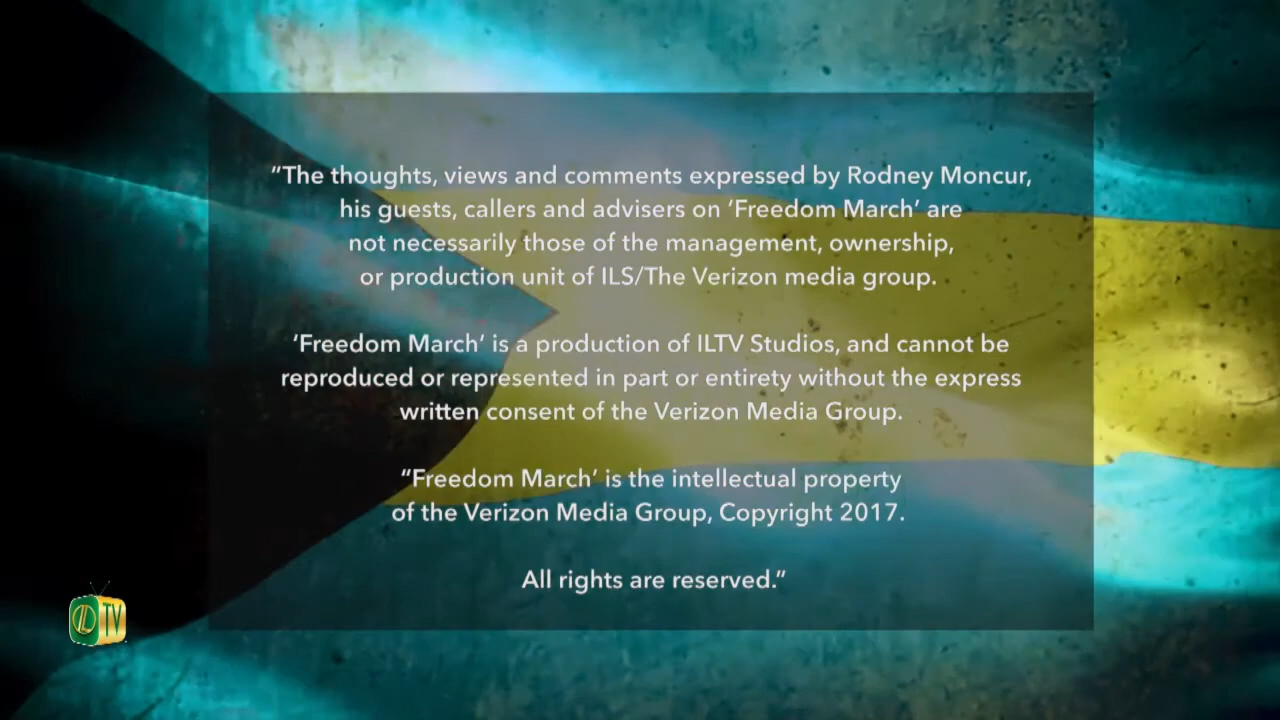 “The thoughts, views and comments expressed by Rodney Moncur,
his guests, callers and advisers on ‘Freedom March’ are
not necessarily those of the management, ownership,
or production unit of ILS/The Verizon media group.
‘Freedom March’ is a production of ILTV Studios, and cannot be
reproduced or represented in part or entirety without the express
written consent of the Verizon Media Group.
“Freedom March’ is the intellectual property
of the Verizon Media Group, Copyright 2017.
All rights are reserved.”
IL TV